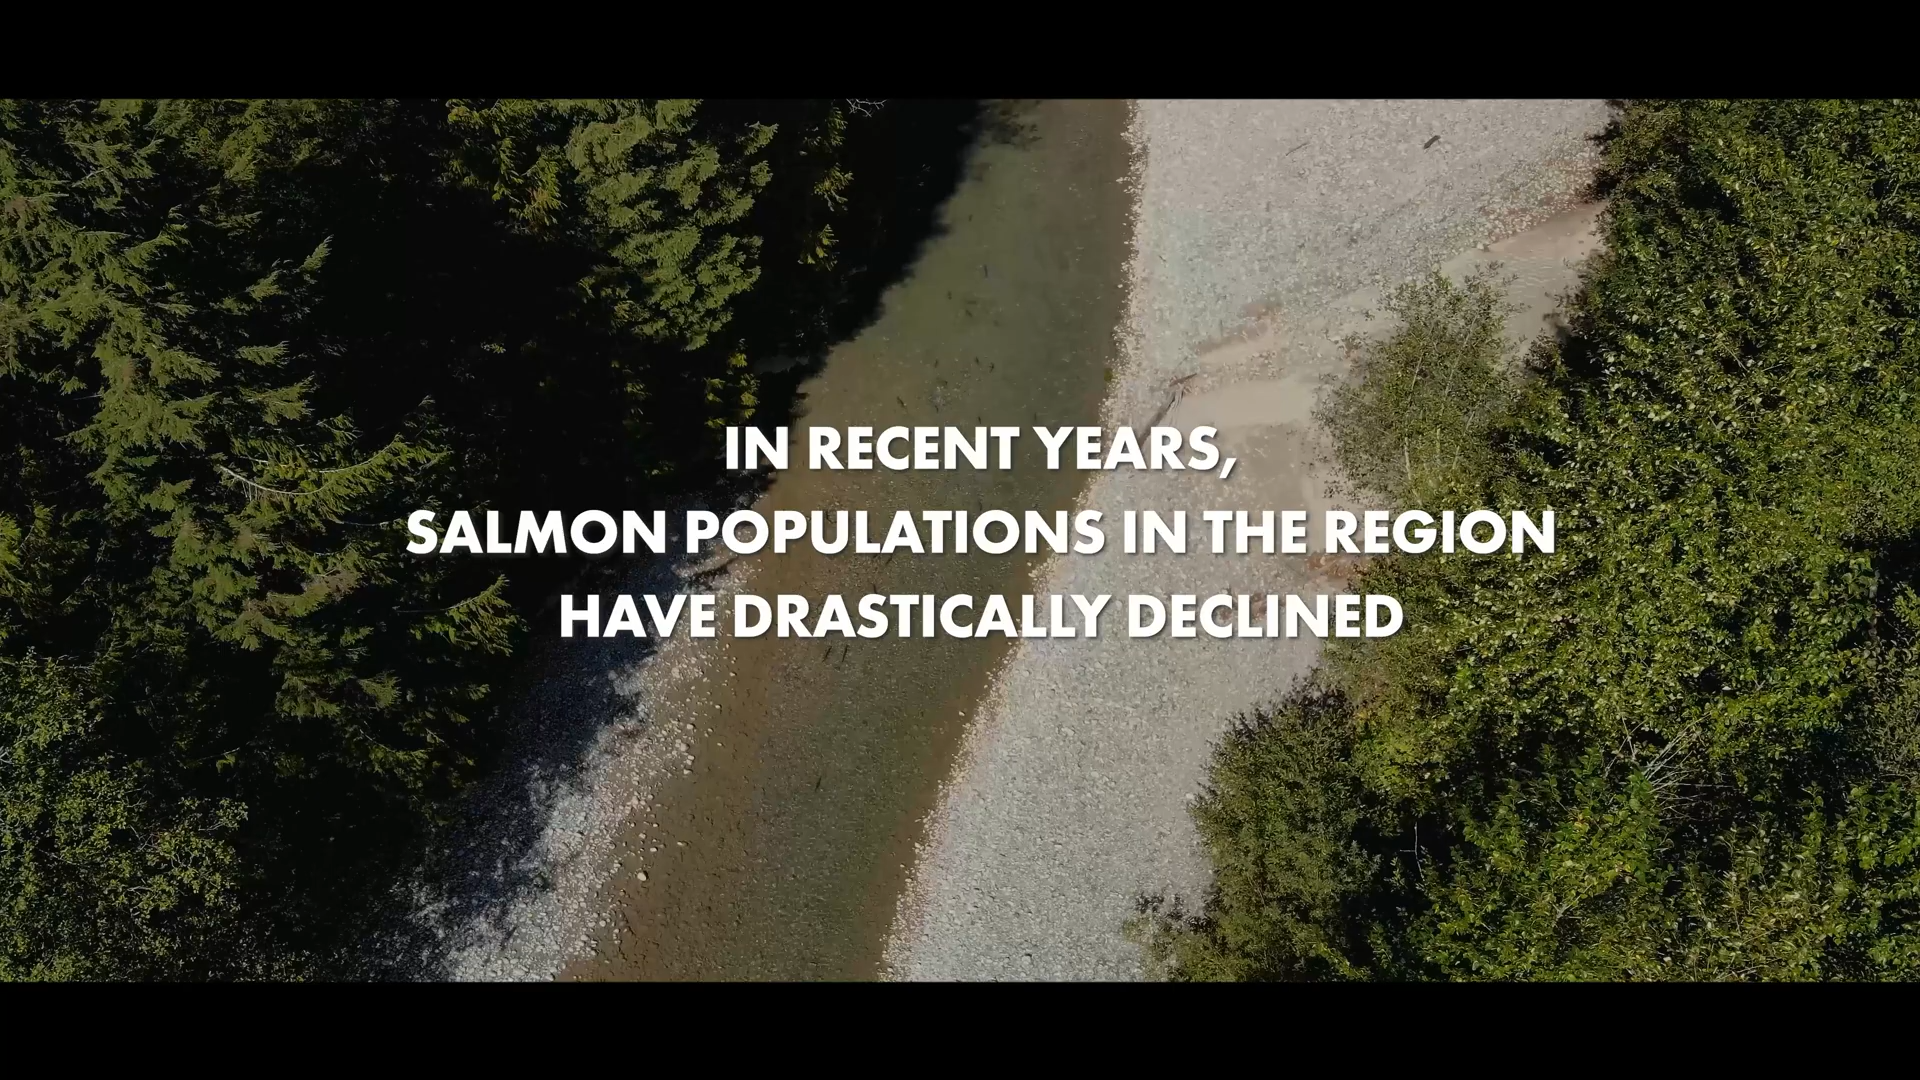 IN RECENT YEARS,
SALMON POPULATIONS IN THE REGION
HAVE DRASTICALLY DECLINED